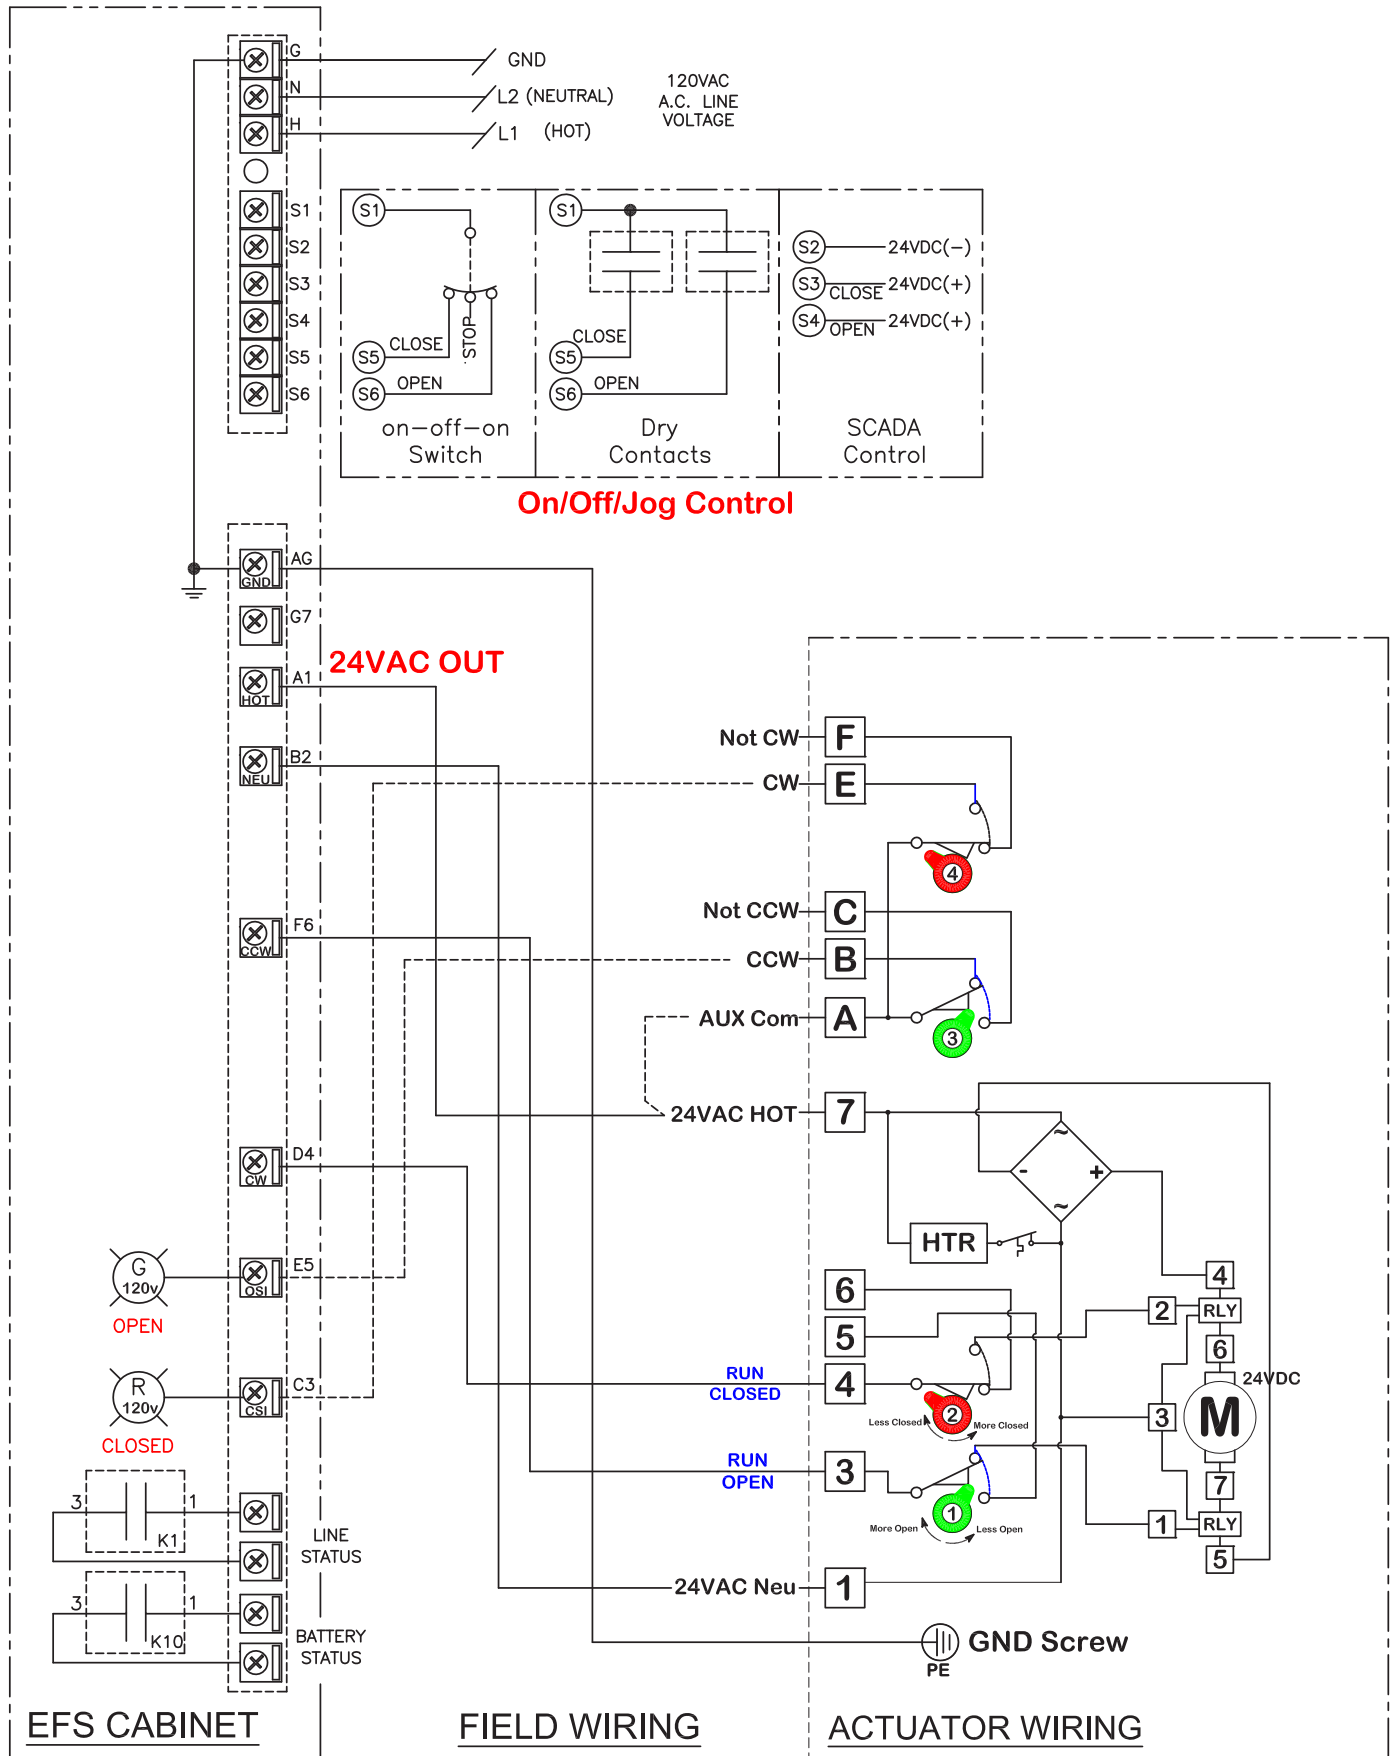 G
GND
N
L2 (NEUTRAL)
H
L1 (HOT)
120VAC
A.C. LINE
VOLTAGE
S1
S2
S3
S4
S5
S6
S1
CLOSE
STOP
S5
OPEN
S6
on-off-on
Switch
S1
CLOSE
S5
OPEN
S6
Dry
Contacts
S2
24VDC(-)
S3
CLOSE
24VDC(+)
S4
OPEN
24VDC(+)
SCADA
Control
On/Off/Jog Control
AG
GND
G7
24VAC OUT
A1
HOT
B2
NEU
F6
CCW
D4
CW
E5
OSI
G
120v
OPEN
C3
CSI
R
120v
CLOSED
3
1
K1
LINE
STATUS
3
1
K10
BATTERY
STATUS
Not CW
F
CW
E
4
Not CCW
C
CCW
B
AUX Com
A
3
24VAC HOT
7
~
-
+
~
HTR
6
5
RUN
CLOSED
4
2
Less Closed
More Closed
RUN
OPEN
3
1
More Open
Less Open
24VAC Neu
1
4
2
RLY
6
24VDC
3
M
7
1
RLY
5
GND Screw
PE
EFS CABINET
FIELD WIRING
ACTUATOR WIRING